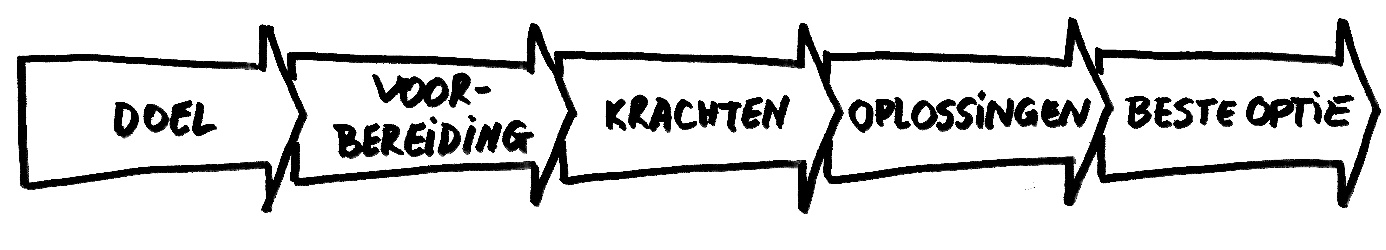 DOEL
VOOR-
BEREIDING
KRACHTEN
OPLOSSINGEN
BESTE OPTIE